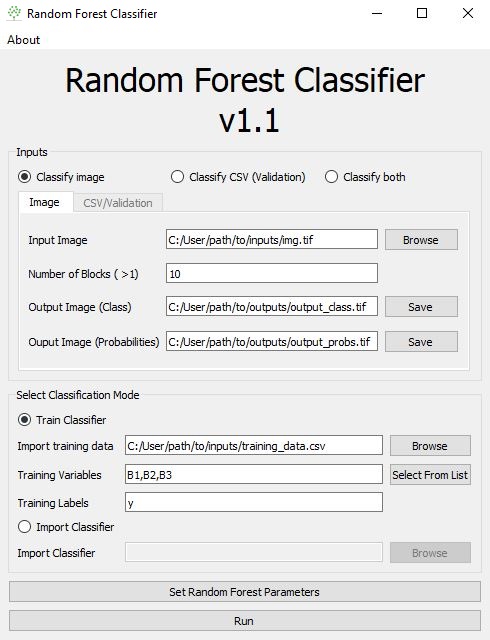 Random Forest Classifier
About
Random Forest Classifier
v1.1
Inputs
Classify image Classify CSV (Validation) Classify both
Image CSV/Validation
Input Image C:/User/path/to/inputs/img.tif Browse
Number of Blocks ( >1) 10
Output Image (Class) C:/User/path/to/outputs/output_class.tif Save
Ouput Image (Probabilities) C:/User/path/to/outputs/output_probs.tif Save
Select Classification Mode
Train Classifier
Import training data C:/User/path/to/inputs/training_data.csv Browse
Training Variables B1,B2,B3 Select From List
Training Labels y
Import Classifier
Import Classifier Browse
Set Random Forest Parameters
Run